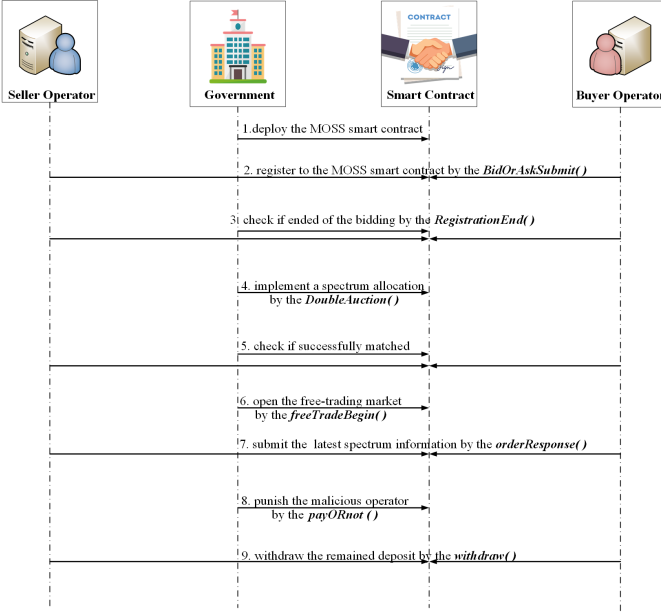 CONTRACT
Sign
Seller Operator
Government
Smart Contract
Buyer Operator
1.deploy the MOSS smart contract
2. register to the MOSS smart contract by the BidOrAskSubmit( )
3. check if ended of the bidding by the RegistrationEnd( )
4. implement a spectrum allocation
by the DoubleAuction( )
5. check if successfully matched
6. open the free-trading market
by the freeTradeBegin( )
7. submit the latest spectrum information by the orderResponse( )
8. punish the malicious operator
by the payORnot ( )
9. withdraw the remained deposit by the withdraw( )